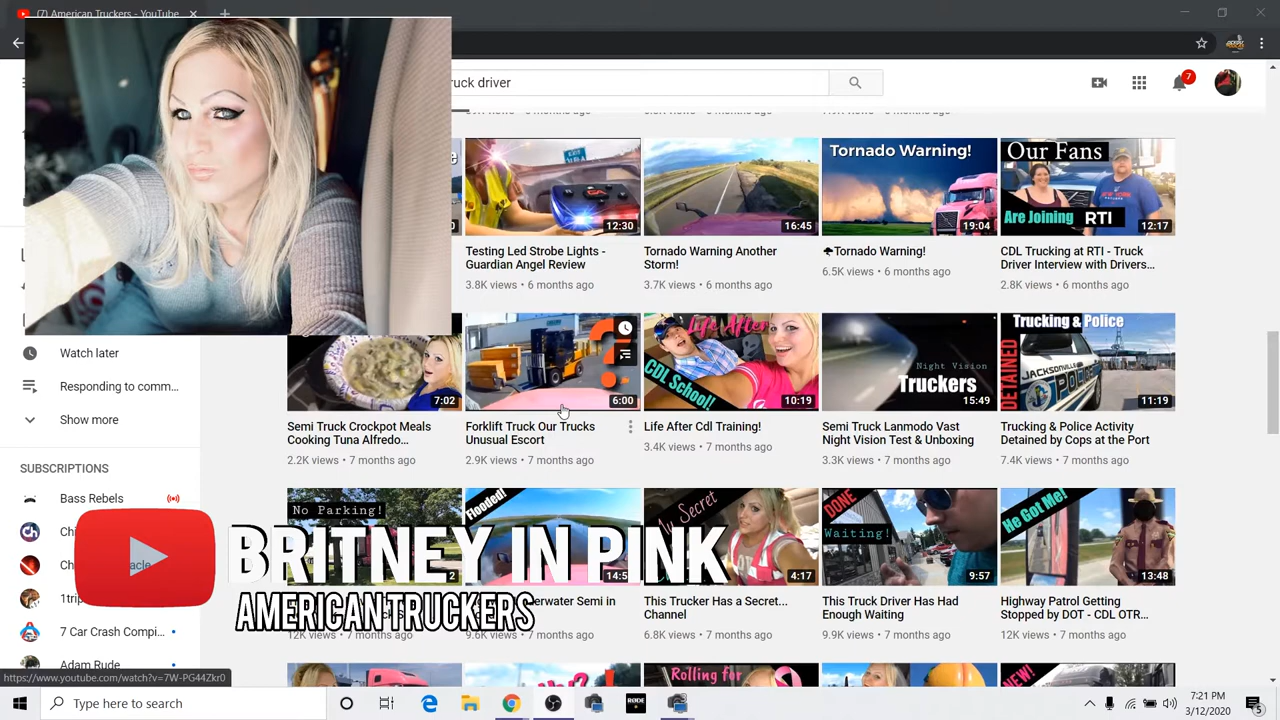 (7) American Truckers - YouTube
uck driver
7
Tornado Warning!
Our Fans
Are Joining RTI
12:30
16:45
19:04
12:17
Testing Led Strobe Lights -
Guardian Angel Review
3.8K views • 6 months ago
Tornado Warning Another
Storm!
3.7K views • 6 months ago
🌪Tornado Warning!
6.5K views • 6 months ago
CDL Trucking at RTI - Truck
Driver Interview with Drivers...
2.8K views • 6 months ago
Watch later
Responding to comm...
Show more
SUBSCRIPTIONS
Bass Rebels
7:02
Semi Truck Crockpot Meals
Cooking Tuna Alfredo...
2.2K views • 7 months ago
?
6:00
Forklift Truck Our Trucks
Unusual Escort
2.9K views • 7 months ago
Life After
CDL School!
10:19
Life After Cdl Training!
3.4K views • 7 months ago
Night Vision
Truckers
15:49
Semi Truck Lanmodo Vast
Night Vision Test & Unboxing
3.3K views • 7 months ago
Trucking & Police
DETAINED
JACKSONVILLE
11:19
Trucking & Police Activity
Detained by Cops at the Port
7.4K views • 7 months ago
No Parking!
Flooded!
My Secret
DONE
Waiting!
He Got Me!
14:5
4:17
9:57
13:48
BRITNEY IN PINK
AMERICAN TRUCKERS
erwater Semi in
This Trucker Has a Secret...
Channel
6.8K views • 7 months ago
This Truck Driver Has Had
Enough Waiting
9.9K views • 7 months ago
Highway Patrol Getting
Stopped by DOT - CDL OTR...
12K views • 7 months ago
7 Car Crash Compi...
Adam Rude
Rolling for
NEW!
https://www.youtube.com/watch?v=7W-PG44Zkr0
Type here to search
RØDE
7:21 PM
3/12/2020
5